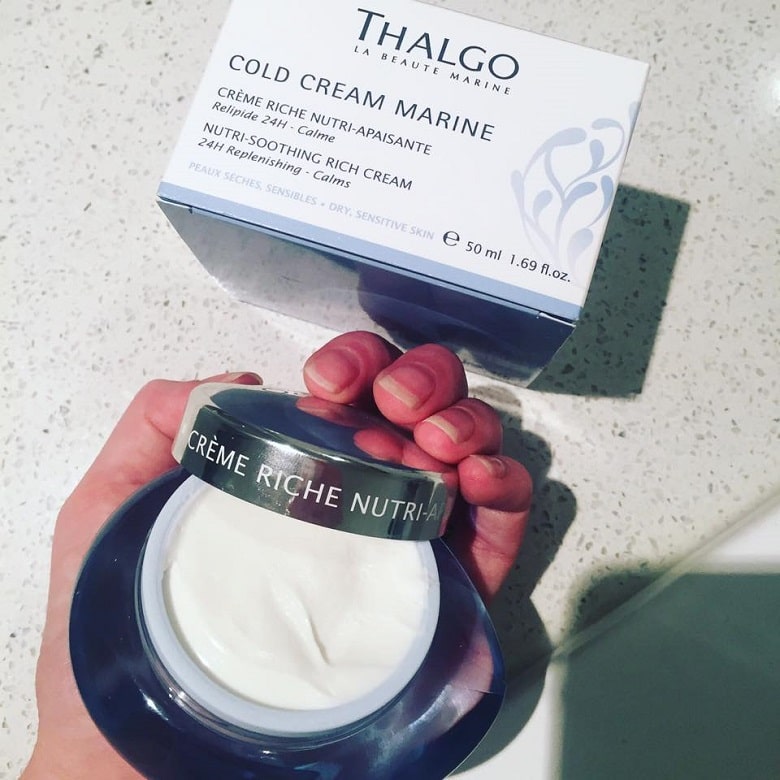 THALGO
LA BEAUTE MARINE
COLD CREAM MARINE
CRÈME RICHE NUTRI-APAISANTE
Relipide 24H - Calme
NUTRI-SOOTHING RICH CREAM
24H Replenishing - Calms
PEAUX SÈCHES, SENSIBLES • DRY, SENSITIVE SKIN
e 50 ml 1.69 fl.oz.
CRÈME RICHE NUTRI-